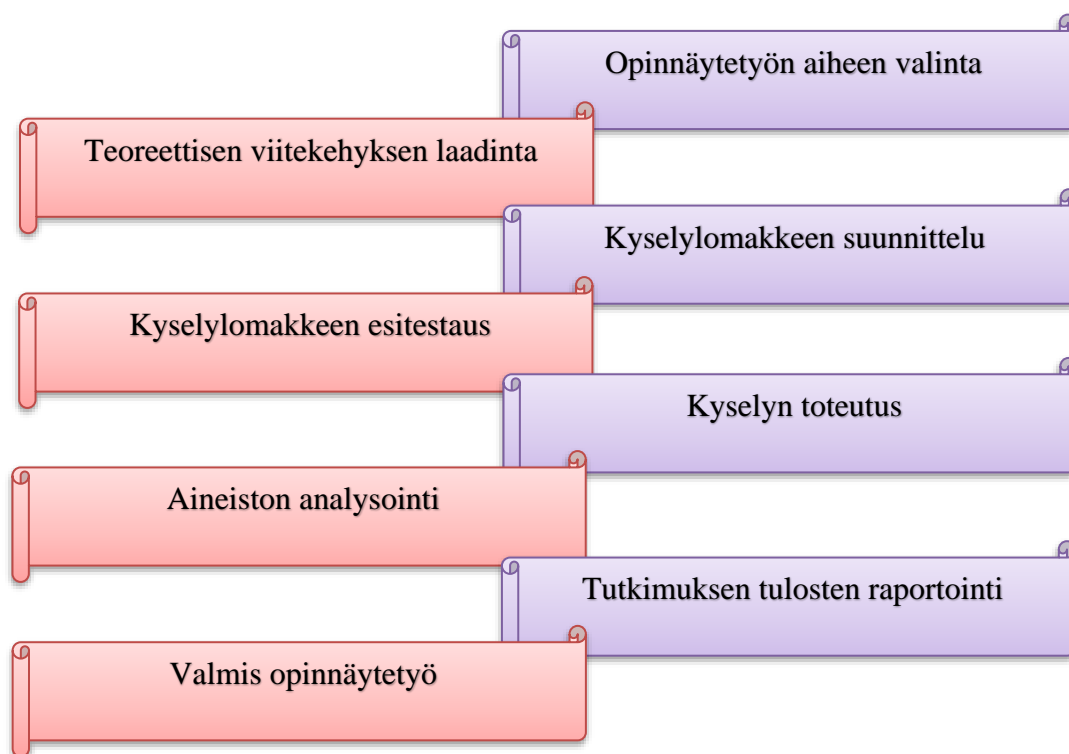 Opinnäytetyön aiheen valinta
Teoreettisen viitekehyksen laadinta
Kyselylomakkeen suunnittelu
Kyselylomakkeen esitestaus
Kyselyn toteutus
Aineiston analysointi
Tutkimuksen tulosten raportointi
Valmis opinnäytetyö